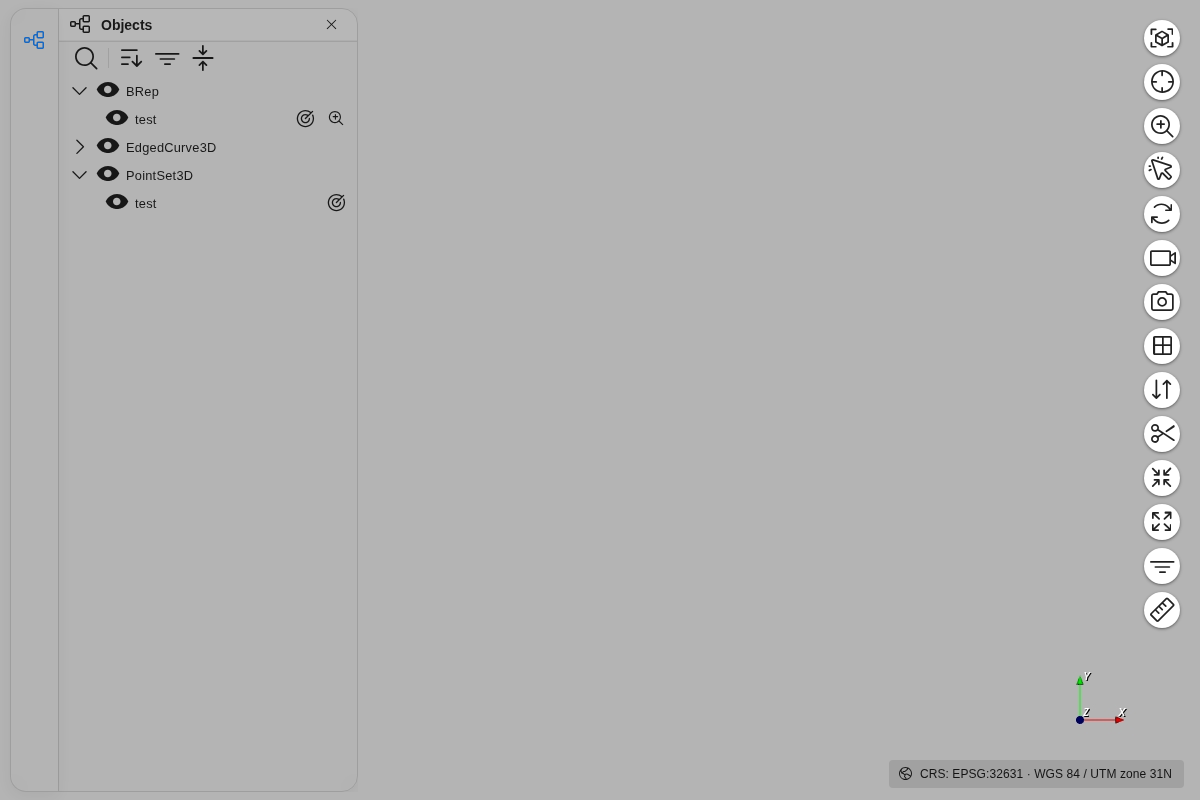 Objects
BRep
test
EdgedCurve3D
PointSet3D
test
Y
Z
X
CRS: EPSG:32631 · WGS 84 / UTM zone 31N